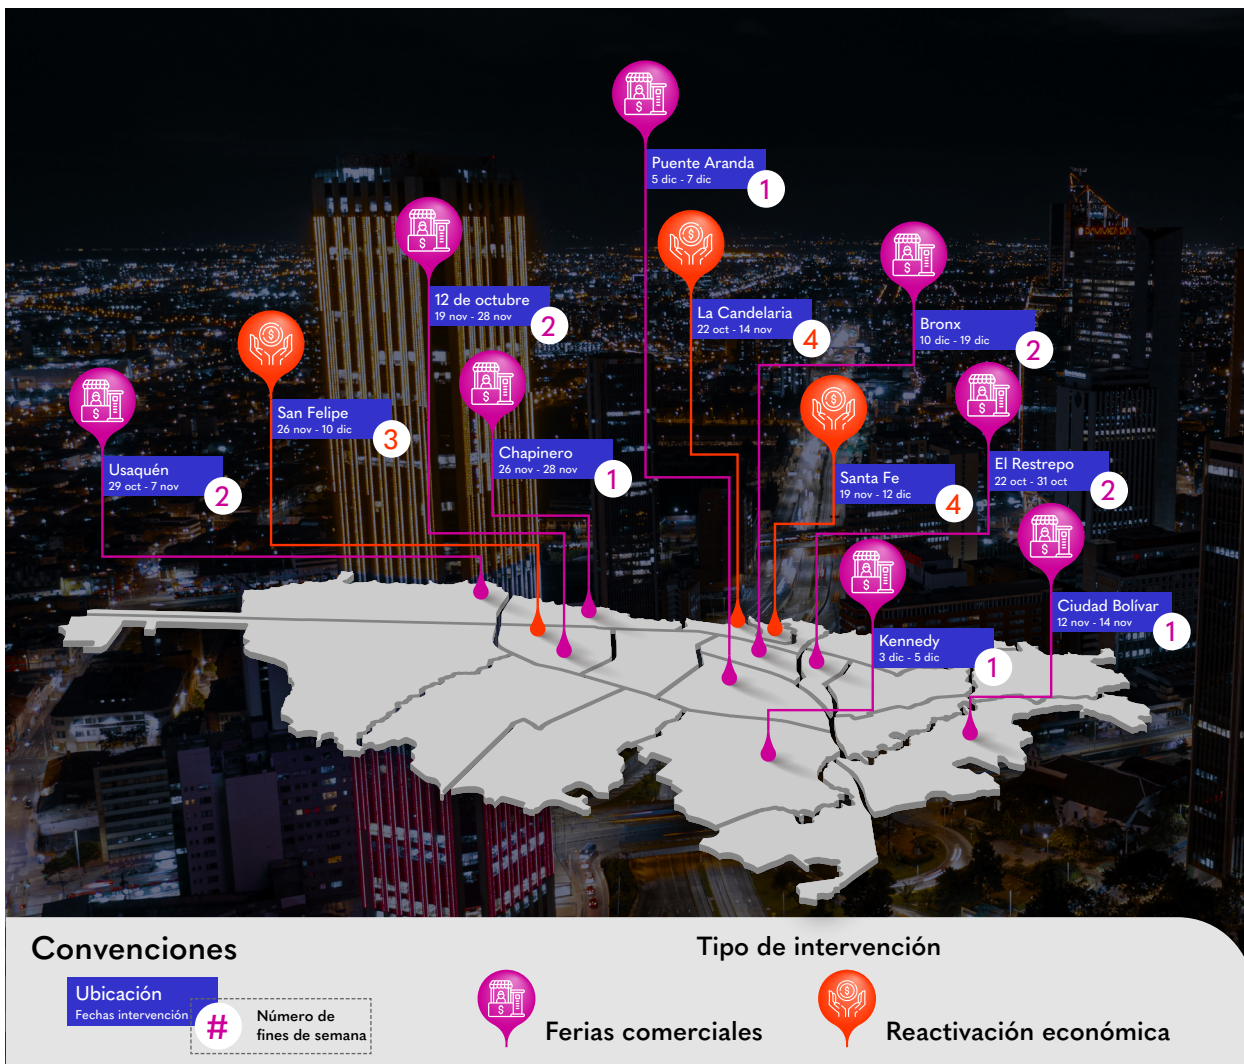 Puente Aranda
5 dic - 7 dic
1
12 de octubre
19 nov - 28 nov
2
La Candelaria
22 oct - 14 nov
4
Bronx
10 dic - 19 dic
2
San Felipe
26 nov - 10 dic
3
Chapinero
26 nov - 28 nov
1
Usaquén
29 oct - 7 nov
2
Santa Fe
19 nov - 12 dic
4
El Restrepo
22 oct - 31 oct
2
Kennedy
3 dic - 5 dic
1
Ciudad Bolívar
12 nov - 14 nov
1
DAVIVIENDA
Convenciones
Ubicación
Fechas intervención
#
Número de
fines de semana
Tipo de intervención
Ferias comerciales
Reactivación económica